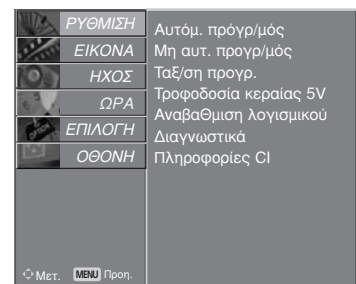 ΡΥΘΜΙΣΗ
ΕΙΚΟΝΑ
ΗΧΟΣ
ΩΡΑ
ΕΠΙΛΟΓΗ
ΟΘΟΝΗ
Αυτόμ. πρόγρ/μός
Μη αυτ. προγρ/μός
Ταξ/ση προγρ.
Τροφοδοσία κεραίας 5V
ΑναβαΘμιση λογισμικού
Διαγνωστικά
Πληροφορίες CI
Μετ. MENU Προη.